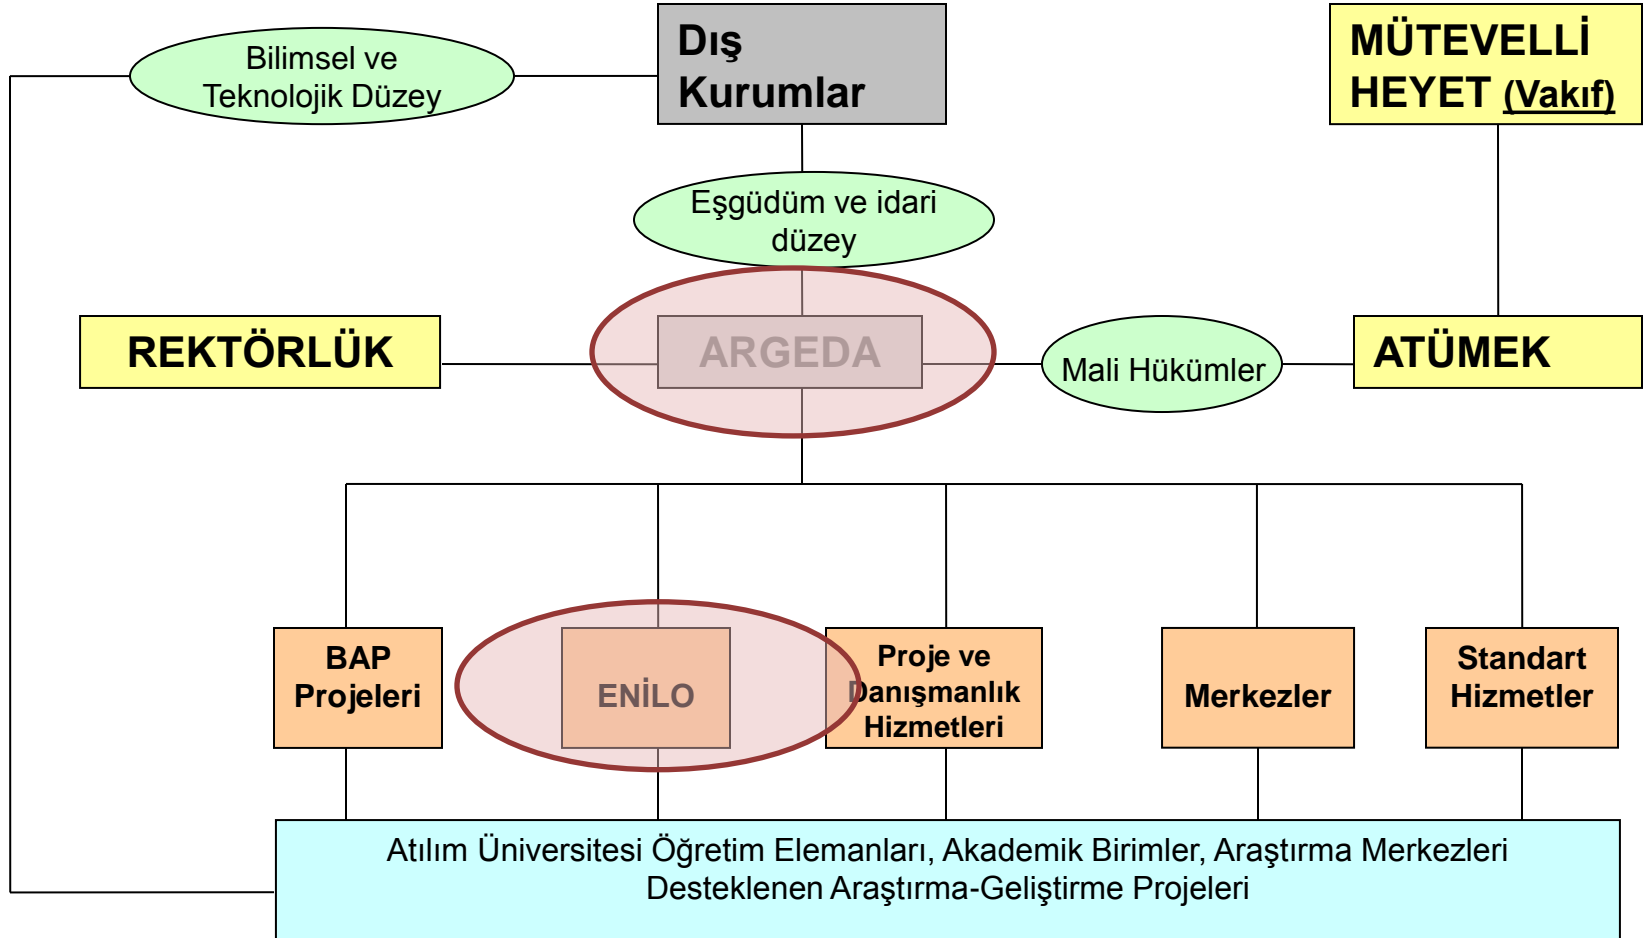 Bilimsel ve
Teknolojik Düzey
Dış
Kurumlar
MÜTEVELLİ
HEYET (Vakıf)
Eşgüdüm ve idari
düzey
REKTÖRLÜK
ARGEDA
Mali Hükümler
ATÜMEK
BAP
Projeleri
ENİLO
Proje ve
Danışmanlık
Hizmetleri
Merkezler
Standart
Hizmetler
Atılım Üniversitesi Öğretim Elemanları, Akademik Birimler, Araştırma Merkezleri
Desteklenen Araştırma-Geliştirme Projeleri